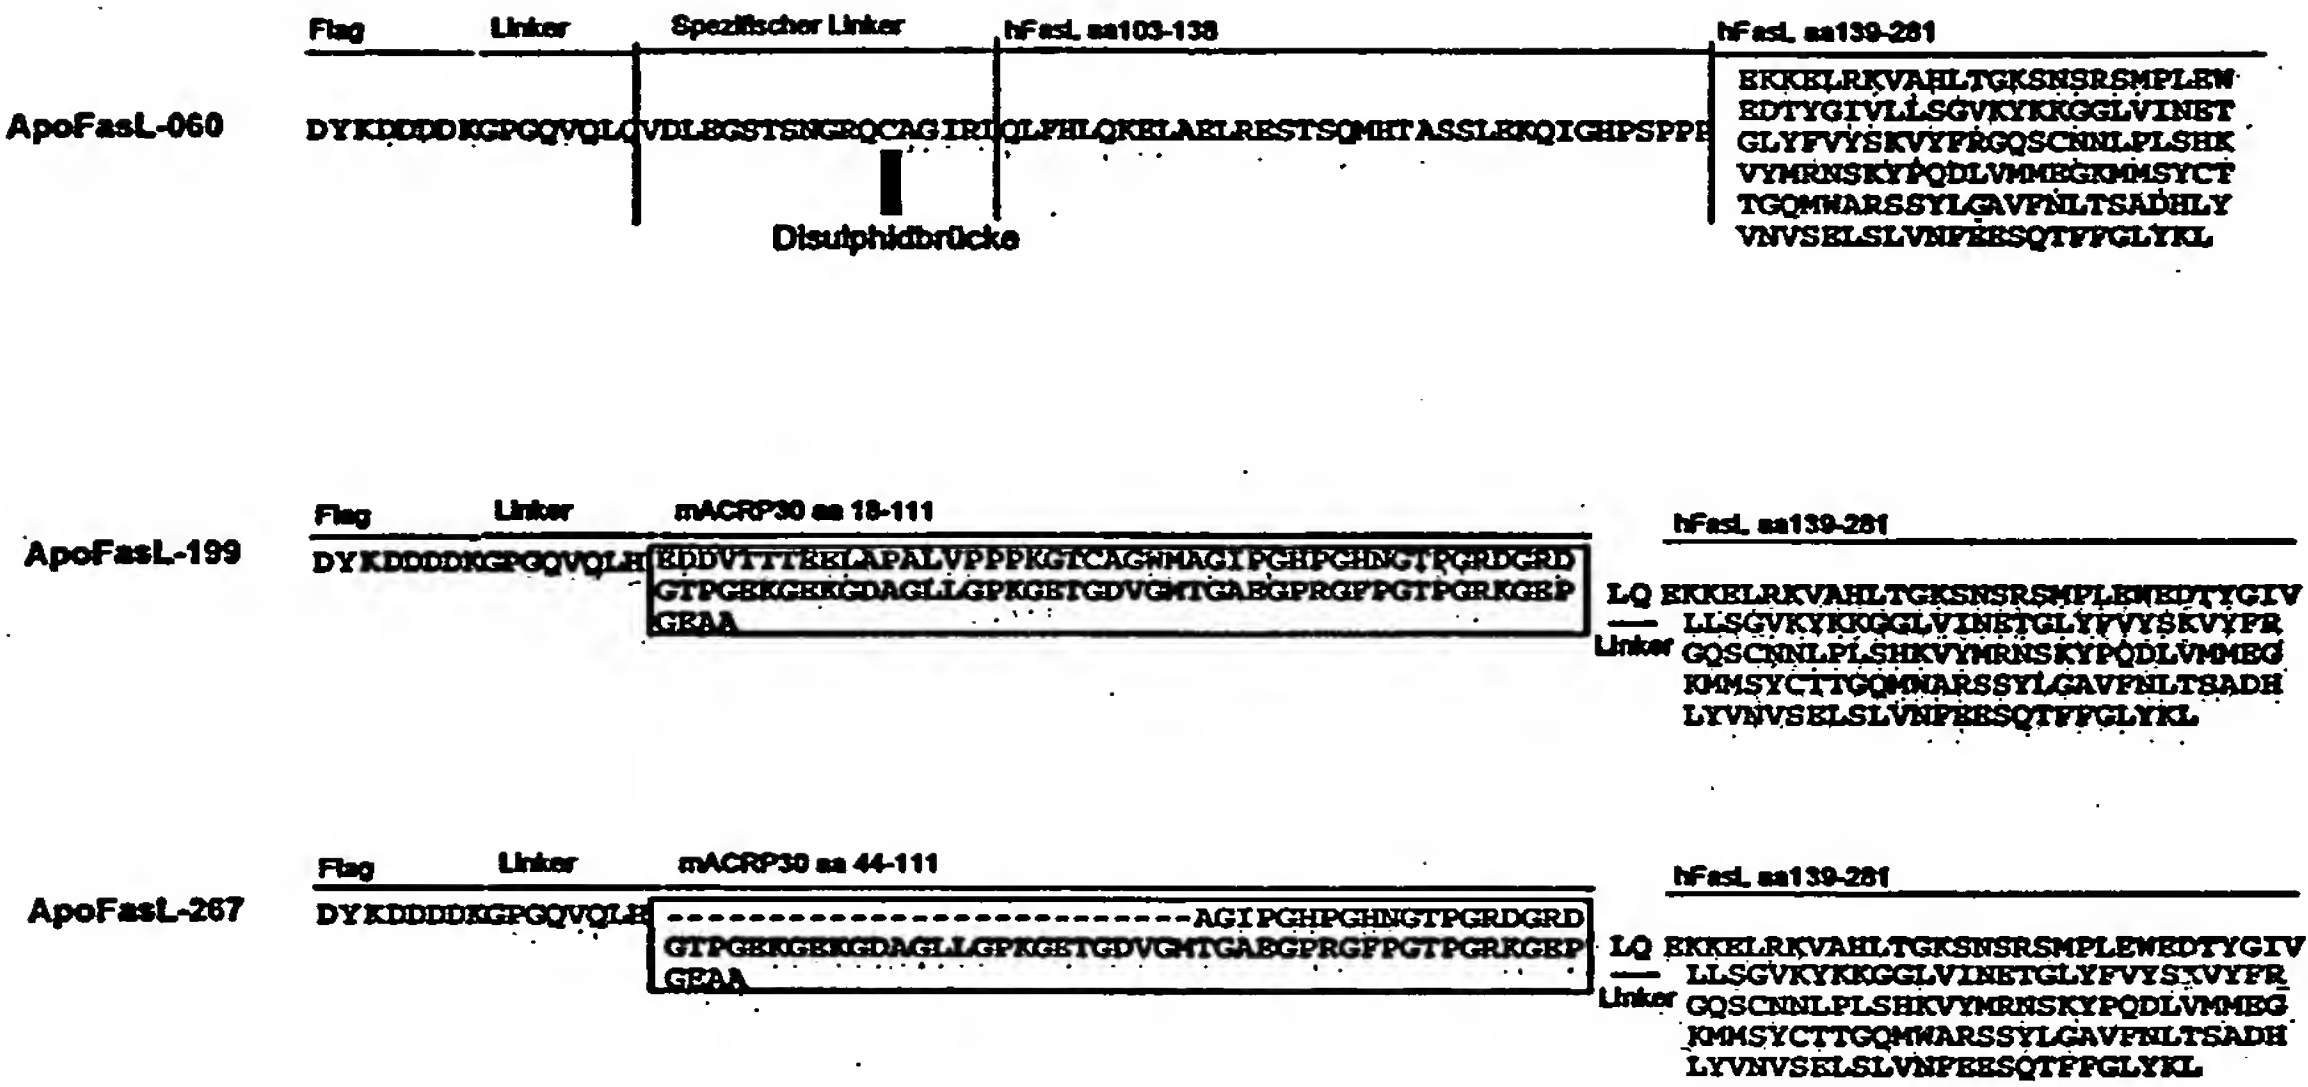 Flag Linker Spezifischer Linker hFasL aa103-138 hFasL aa139-281
EKKELRKVAHLTGKSNSRSMPLEW
EDTYGIVLLSGVKYKKGGLVINET
ApoFasL-060 DYKDDDDKGPGQVQLQVDLEGSTSNGRQCAGIRIQLFHLQKELAELRESTSQMHTASSLEKQIGHPSPPP
GLYFVYSKVYFRGQSCNNLPLSHK
VYMRNSKYPQDLVMMEGKMMSYCT
TGQMWARSSYLGAVFNLTSADHLY
Disulphidbrücke VNVSELSLVNFEESQTFFGLYKL
Flag Linker mACRP30 aa 18-111 hFasL aa139-281
ApoFasL-199 DYKDDDDKGPGQVQLH EDDVTTTEELAPALVPPPKGTCAGWMAGIPGHPGHNGTPGRDGRD
GTPGEKGEKGDAGLLGPKGETGDVGMTGAEGPRGFPGTPGRKGEP LQ EKKELRKVAHLTGKSNSRSMPLEWEDTYGIV
GEAA LLSGVKYKKGGLVINETGLYFVYSKVYFR
Linker GQSCNNLPLSHKVYMRNSKYPQDLVMMEG
KMMSYCTTGQMWARSSYLGAVFNLTSADH
LYVNVSELSLVNFEESQTFFGLYKL
Flag Linker mACRP30 aa 44-111 hFasL aa139-281
ApoFasL-267 DYKDDDDKGPGQVQLH --------------------------AGIPGHPGHNGTPGRDGRD
GTPGEKGEKGDAGLLGPKGETGDVGMTGAEGPRGFPGTPGRKGEP LQ EKKELRKVAHLTGKSNSRSMPLEWEDTYGIV
GEAA LLSGVKYKKGGLVINETGLYFVYSKVYFR
Linker GQSCNNLPLSHKVYMRNSKYPQDLVMMEG
KMMSYCTTGQMWARSSYLGAVFNLTSADH
LYVNVSELSLVNFEESQTFFGLYKL